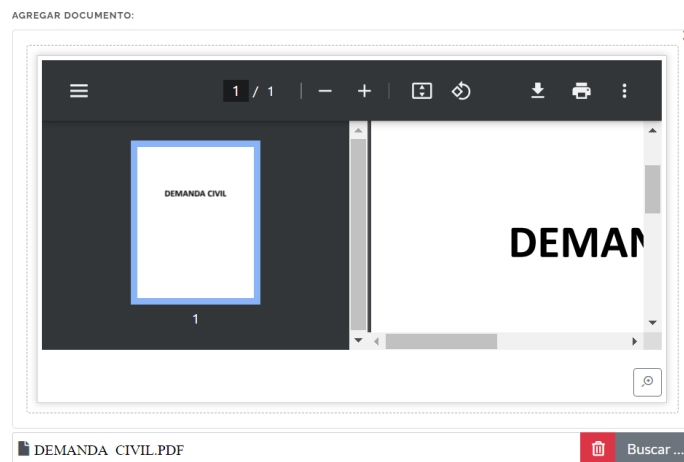 AGREGAR DOCUMENTO:
1 / 1
DEMANDA CIVIL
1
DEMAN
DEMANDA CIVIL.PDF
Buscar ...